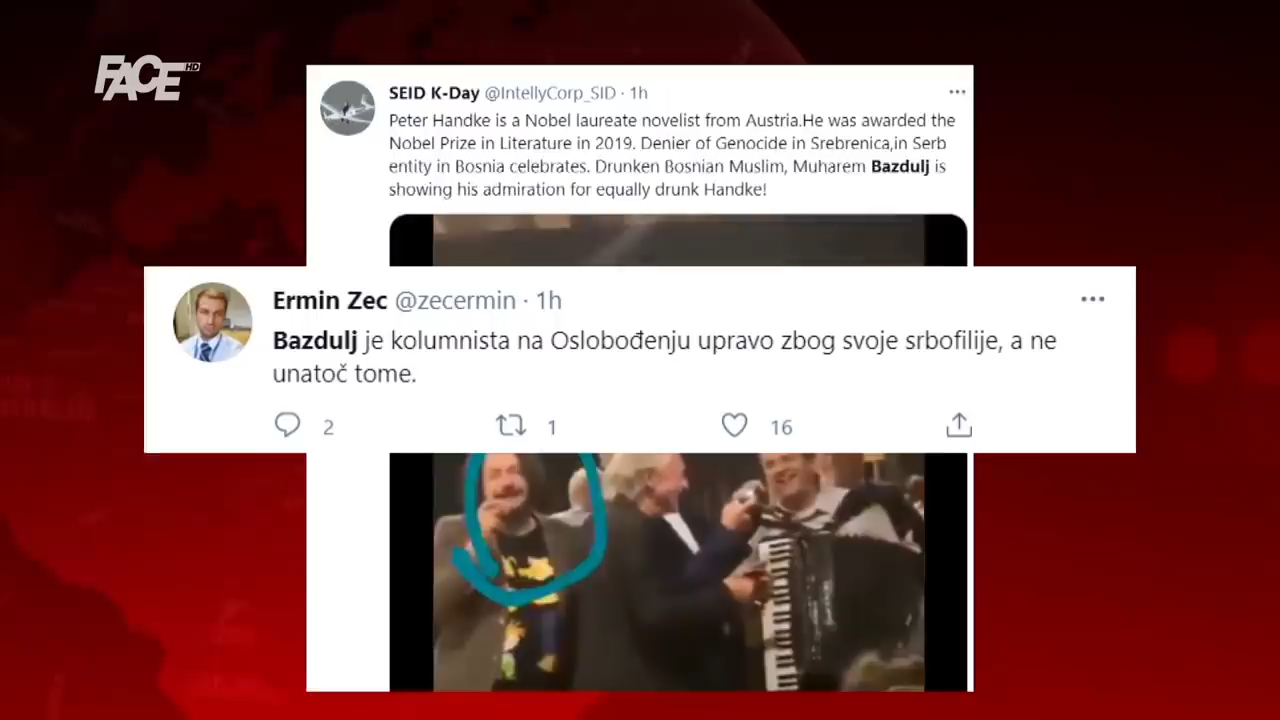 FACE HD
SEID K-Day @IntellyCorp_SID · 1h
Peter Handke is a Nobel laureate novelist from Austria.He was awarded the
Nobel Prize in Literature in 2019. Denier of Genocide in Srebrenica,in Serb
entity in Bosnia celebrates. Drunken Bosnian Muslim, Muharem Bazdulj is
showing his admiration for equally drunk Handke!
Ermin Zec @zecermin · 1h
Bazdulj je kolumnista na Oslobođenju upravo zbog svoje srbofilije, a ne
unatoč tome.
2 1 16